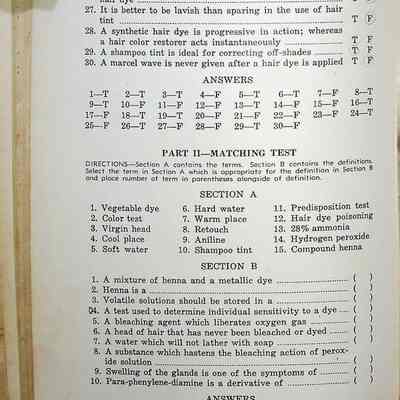 hair dye T F
27. It is better to be lavish than sparing in the use of hair
tint T F
28. A synthetic hair dye is progressive in action; whereas
a hair color restorer acts instantaneously T F
29. A shampoo tint is ideal for correcting off-shades T F
30. A marcel wave is never given after a hair dye is applied T F
ANSWERS
1—T 2—T 3—T 4—F 5—T 6—T 7—F 8—T
9—T 10—F 11—F 12—F 13—T 14—F 15—F 16—T
17—F 18—T 19—F 20—F 21—F 22—F 23—F 24—T
25—F 26—T 27—F 28—F 29—T 30—F
PART II—MATCHING TEST
DIRECTIONS—Section A contains the terms. Section B contains the definitions.
Select the term in Section A which is appropriate for the definition in Section B
and place number of term in parentheses alongside of definition.
SECTION A
1. Vegetable dye 6. Hard water 11. Predisposition test
2. Color test 7. Warm place 12. Hair dye poisoning
3. Virgin head 8. Retouch 13. 28% ammonia
4. Cool place 9. Aniline 14. Hydrogen peroxide
5. Soft water 10. Shampoo tint 15. Compound henna
SECTION B
1. A mixture of henna and a metallic dye ( )
2. Henna is a ( )
3. Volatile solutions should be stored in a ( )
4. A test used to determine individual sensitivity to a dye ( )
5. A bleaching agent which liberates oxygen gas ( )
6. A head of hair that has never been bleached or dyed ( )
7. A water which will not lather with soap ( )
8. A substance which hastens the bleaching action of perox-
ide solution ( )
9. Swelling of the glands is one of the symptoms of ( )
10. Para-phenylene-diamine is a derivative of ( )
ANSWERS